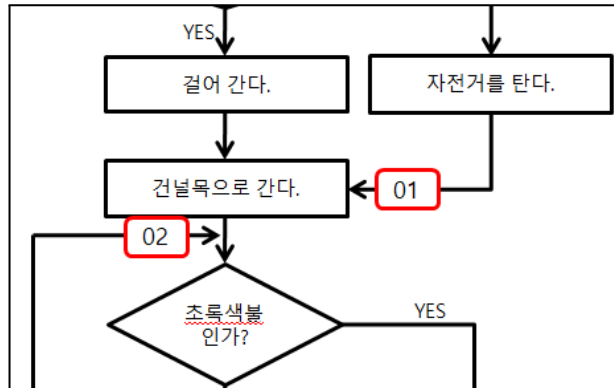 YES
걸어 간다.
자전거를 탄다.
건널목으로 간다.
01
02
초록색불
인가?
YES